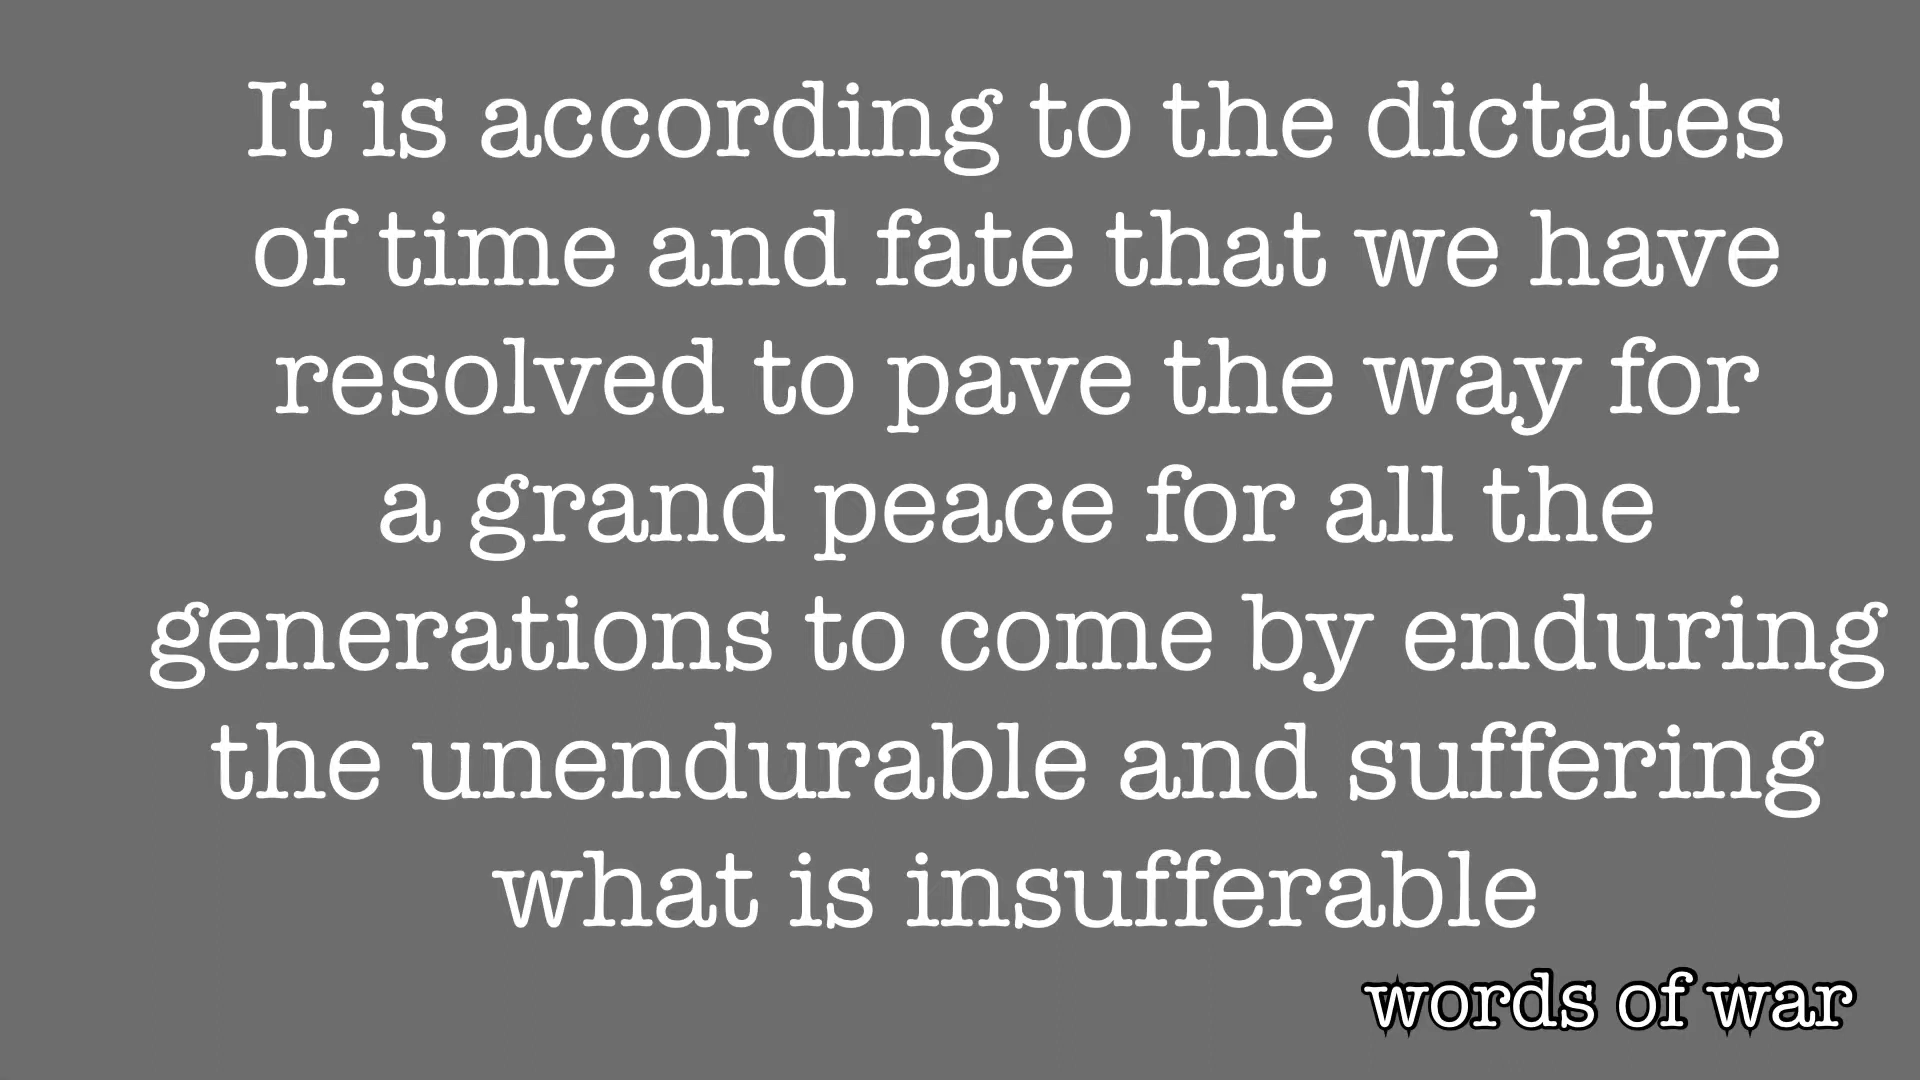 It is according to the dictates
of time and fate that we have
resolved to pave the way for
a grand peace for all the
generations to come by enduring
the unendurable and suffering
what is insufferable
words of war